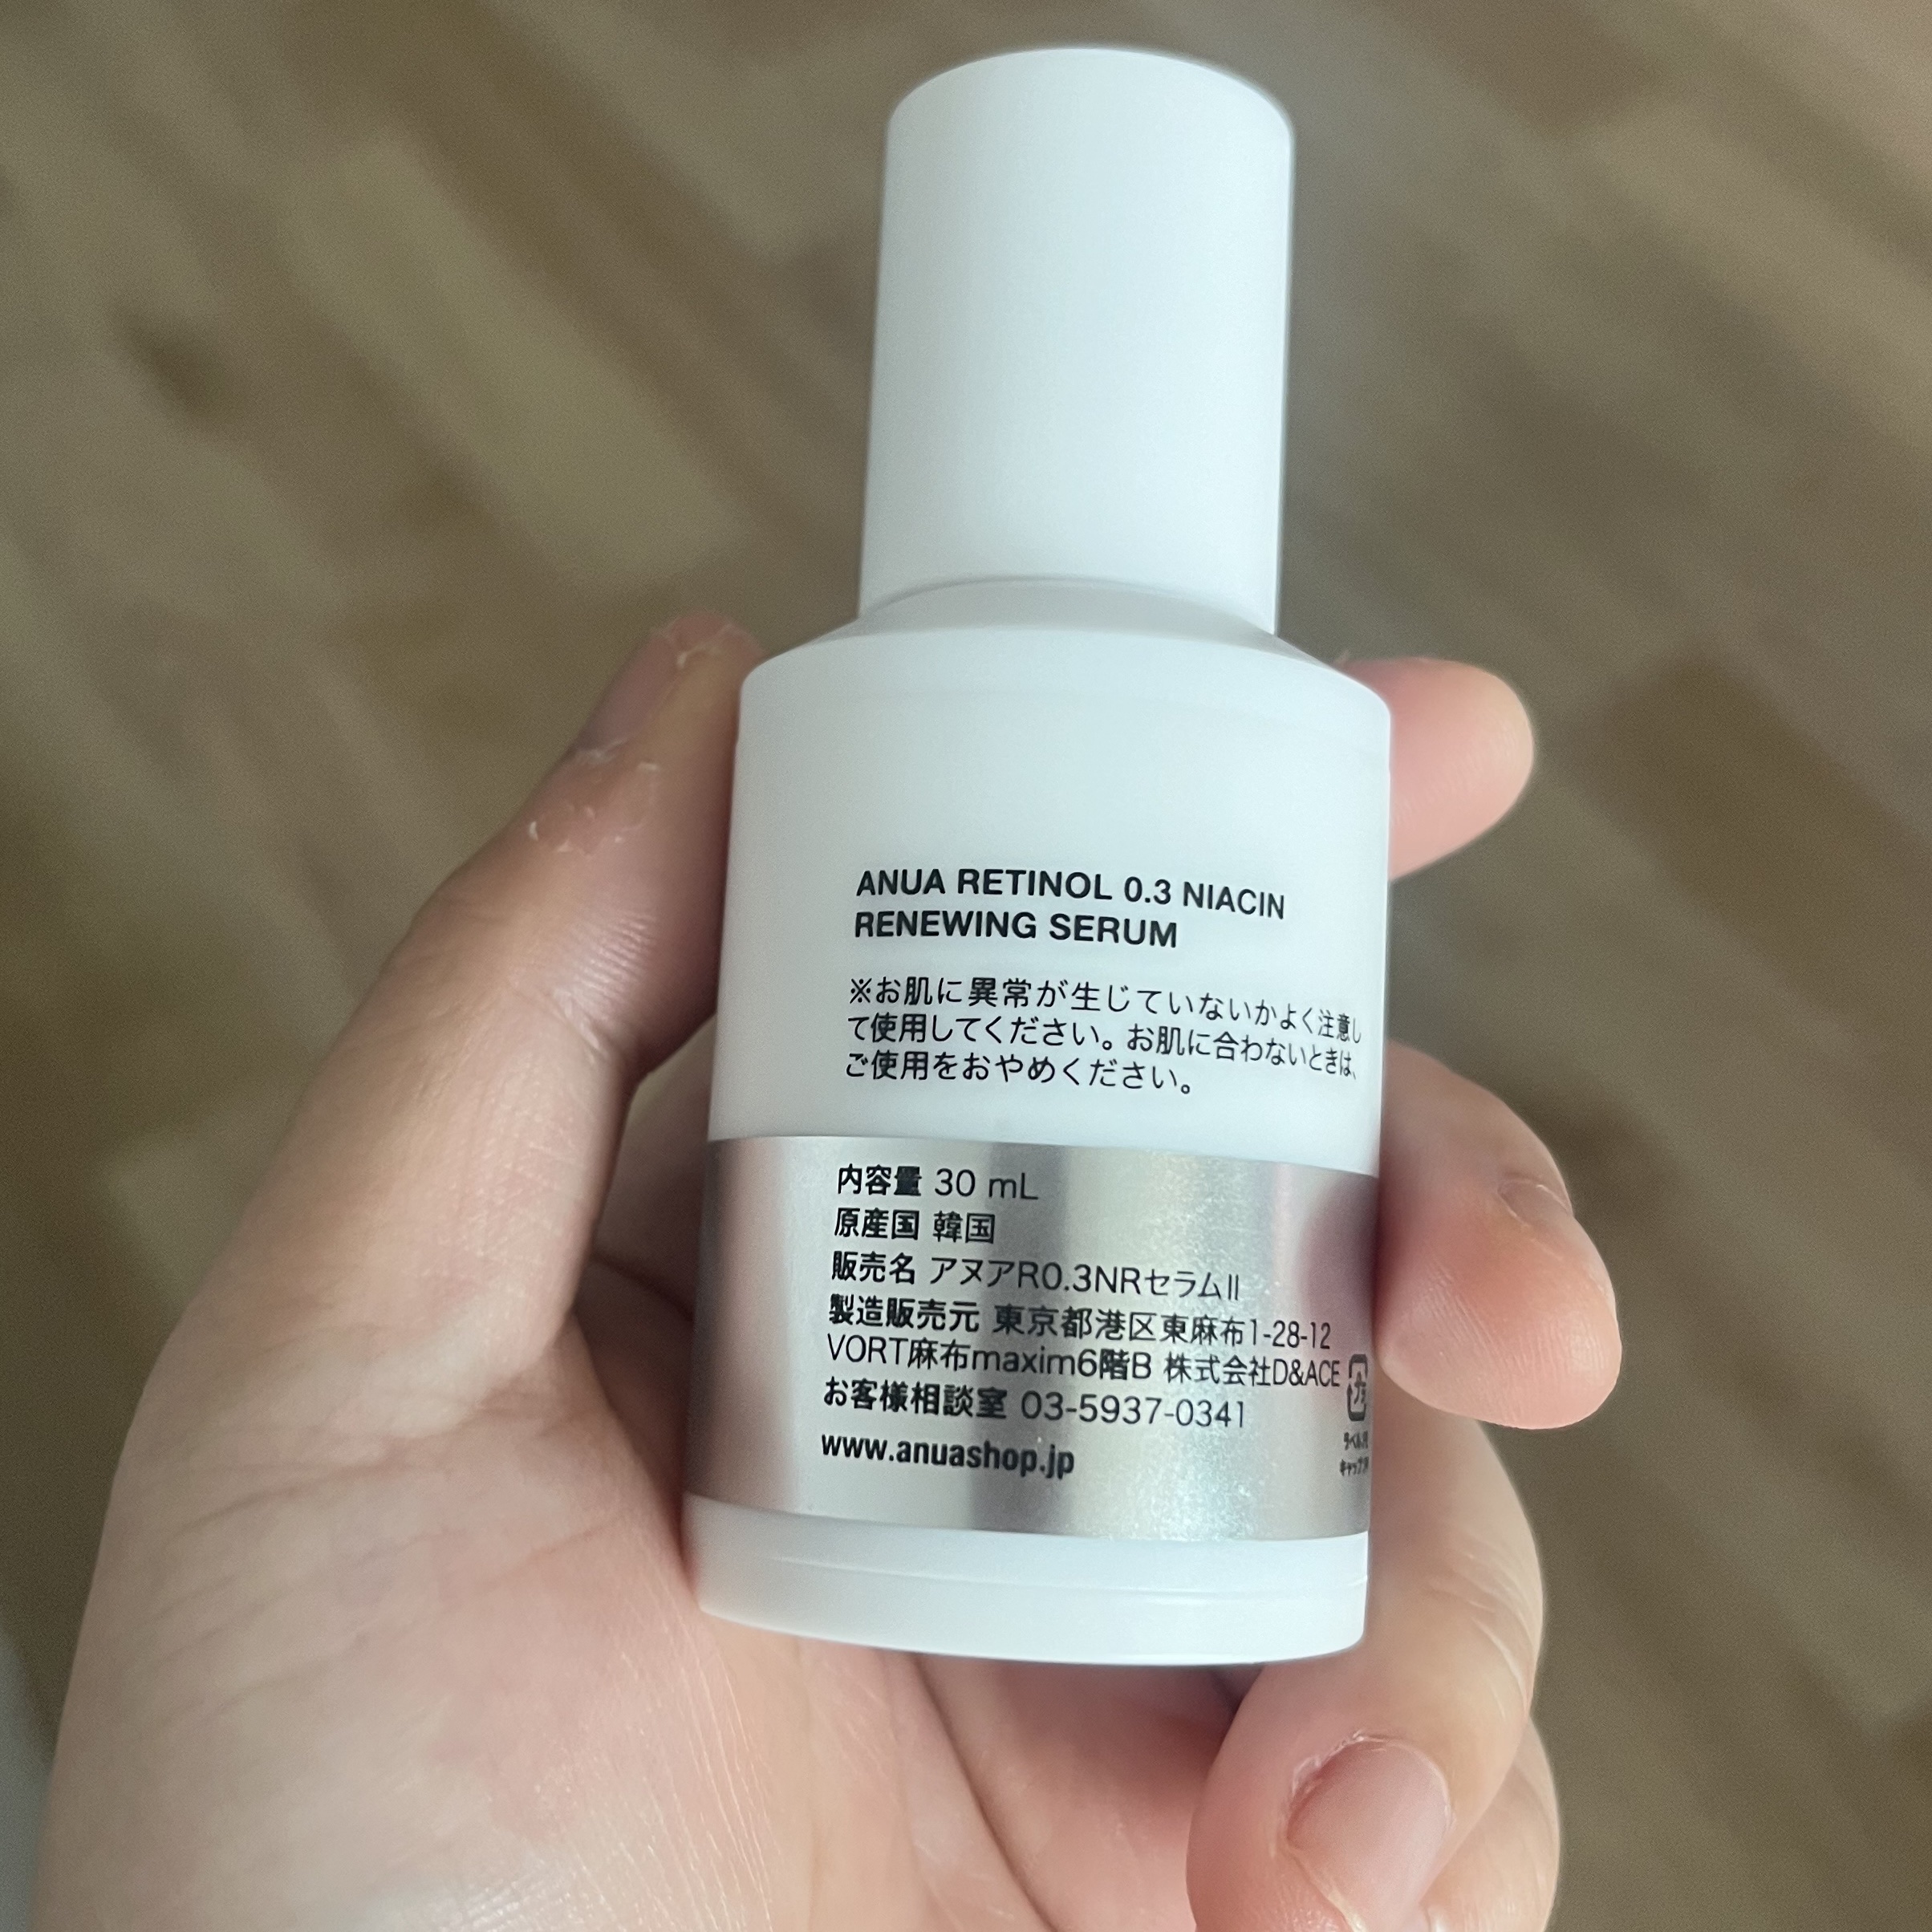 ANUA RETINOL 0.3 NIACIN
RENEWING SERUM
※お肌に異常が生じていないかよく注意し
て使用してください。お肌に合わないときは、
ご使用をおやめください。
内容量 30 mL
原産国 韓国
販売名 アヌアR0.3NRセラムII
製造販売元 東京都港区東麻布1-28-12
VORT麻布maxim6階B 株式会社D&ACE
お客様相談室 03-5937-0341
www.anuashop.jp